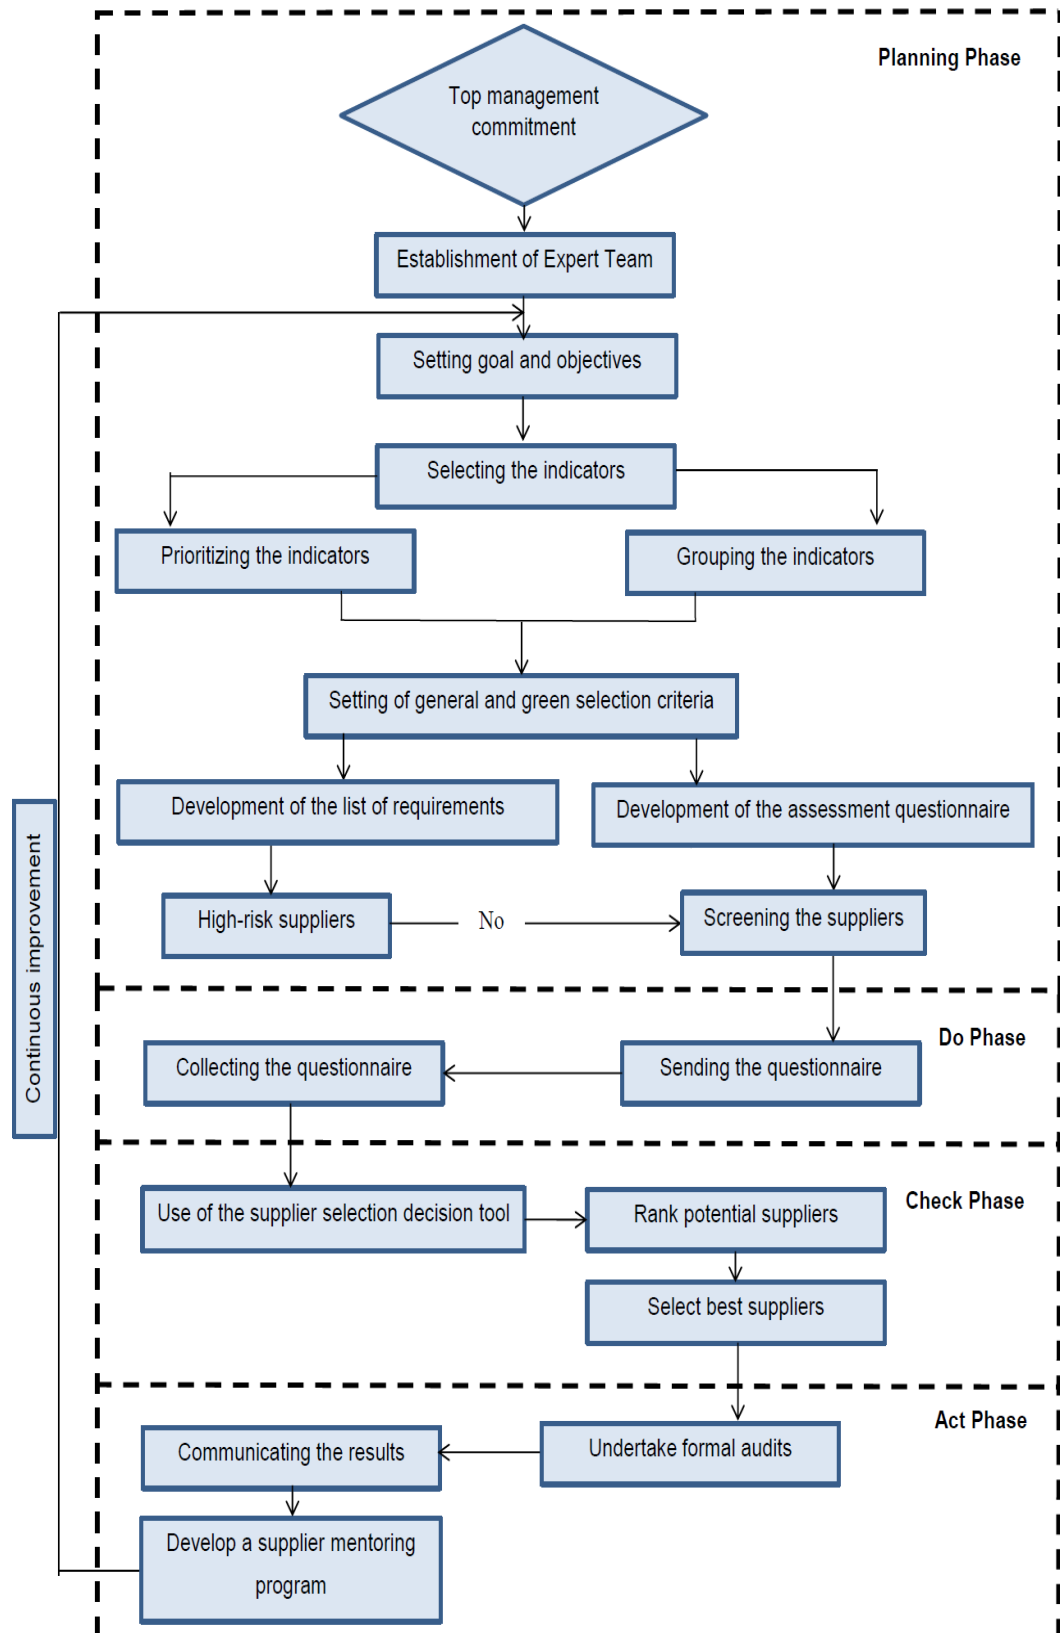 Planning Phase
Top management
commitment
Establishment of Expert Team
Setting goal and objectives
Selecting the indicators
Prioritizing the indicators
Grouping the indicators
Setting of general and green selection criteria
Development of the list of requirements
Development of the assessment questionnaire
High-risk suppliers
No
Screening the suppliers
Continuous improvement
Do Phase
Collecting the questionnaire
Sending the questionnaire
Check Phase
Use of the supplier selection decision tool
Rank potential suppliers
Select best suppliers
Act Phase
Communicating the results
Undertake formal audits
Develop a supplier mentoring
program